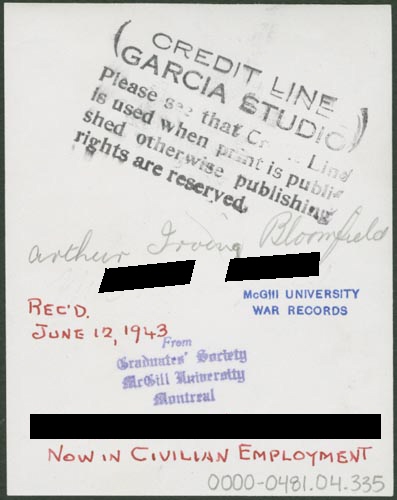 (CREDIT LINE
GARCIA STUDIO)
Please see that Line
is used when print is publi-
shed otherwise publishing
rights are reserved.
Arthur Irving Bloomfield
McGill UNIVERSITY
WAR RECORDS
REC'D.
JUNE 12, 1943
From
Graduates' Society
McGill University
Montreal
NOW IN CIVILIAN EMPLOYMENT
0000-0481.04.335